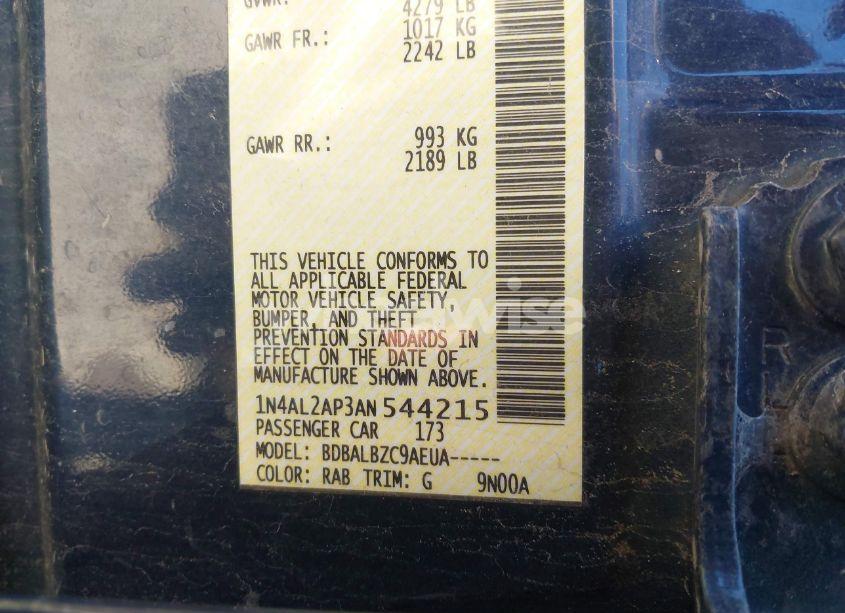 GVWR: 4279 LB
GAWR FR.: 1017 KG
2242 LB
GAWR RR.: 993 KG
2189 LB
THIS VEHICLE CONFORMS TO
ALL APPLICABLE FEDERAL
MOTOR VEHICLE SAFETY,
BUMPER, AND THEFT
PREVENTION STANDARDS IN
EFFECT ON THE DATE OF
MANUFACTURE SHOWN ABOVE.
1N4AL2AP3AN544215
PASSENGER CAR 173
MODEL: BDBALBZC9AEUA-----
COLOR: RAB TRIM: G 9N00A